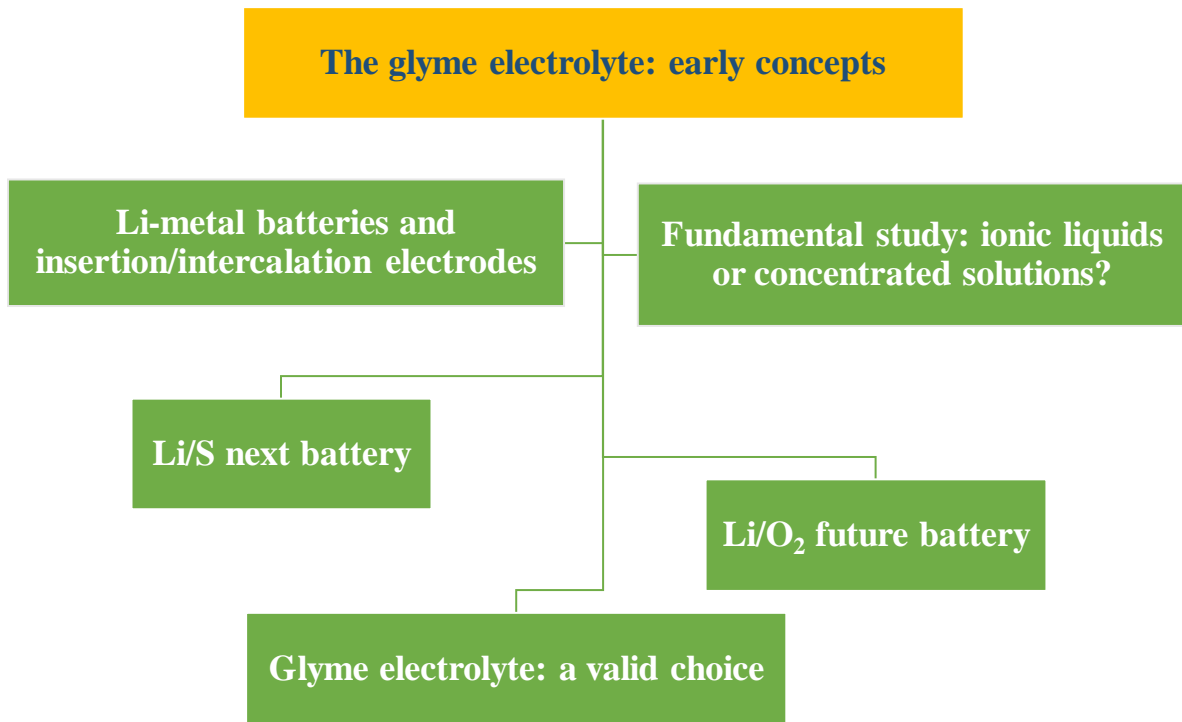 The glyme electrolyte: early concepts
Li-metal batteries and
insertion/intercalation electrodes
Fundamental study: ionic liquids
or concentrated solutions?
Li/S next battery
Li/O₂ future battery
Glyme electrolyte: a valid choice